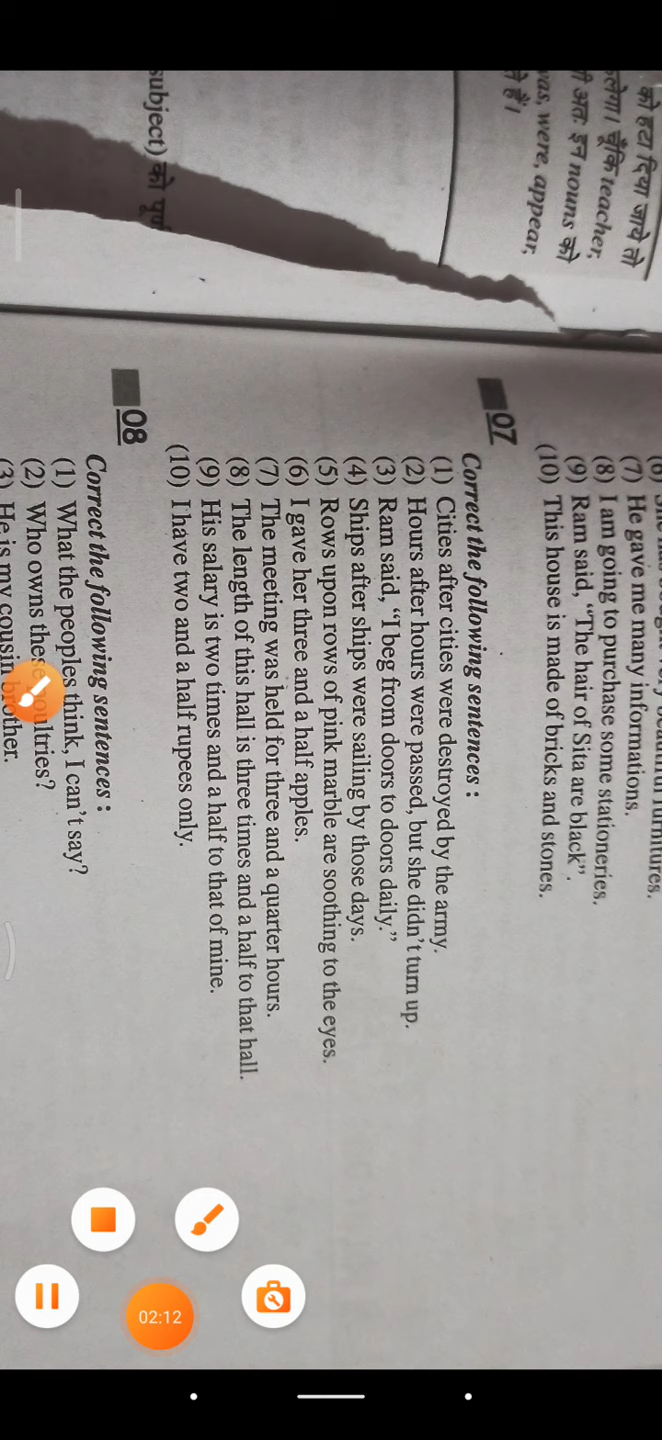 को हटा दिया जाये तो
लेगा। चूँकि teacher,
अतः इन nouns को
was, were, appear,
हैं।
subject) को
furnitures.
(7) He gave me many informations.
(8) I am going to purchase some stationeries.
(9) Ram said, “The hair of Sita are black”.
(10) This house is made of bricks and stones.
07
Correct the following sentences :
(1) Cities after cities were destroyed by the army.
(2) Hours after hours were passed, but she didn’t turn up.
(3) Ram said, “I beg from doors to doors daily.”
(4) Ships after ships were sailing by those days.
(5) Rows upon rows of pink marble are soothing to the eyes.
(6) I gave her three and a half apples.
(7) The meeting was held for three and a quarter hours.
(8) The length of this hall is three times and a half to that hall.
(9) His salary is two times and a half to that of mine.
(10) I have two and a half rupees only.
08
Correct the following sentences :
(1) What the peoples think, I can’t say?
(2) Who owns these poultries?
(3) He is my cousin brother.
02:12